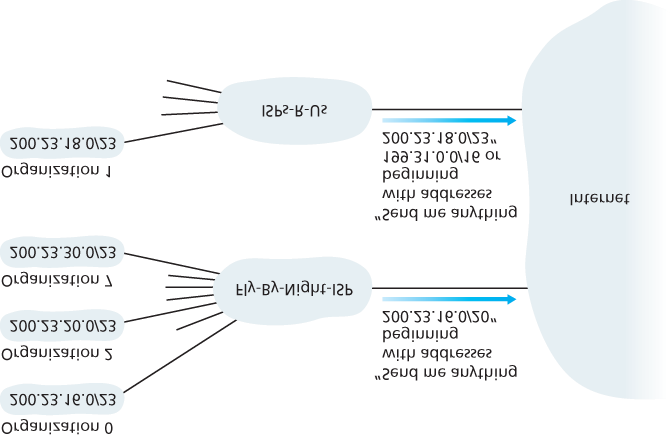 Organization 0
200.23.16.0/23
Organization 2
200.23.20.0/23
Organization 7
200.23.30.0/23
Fly-By-Night-ISP
“Send me anything
with addresses
beginning
200.23.16.0/20”
Organization 1
200.23.18.0/23
ISPs-R-Us
“Send me anything
with addresses
beginning
199.31.0.0/16 or
200.23.18.0/23”
Internet